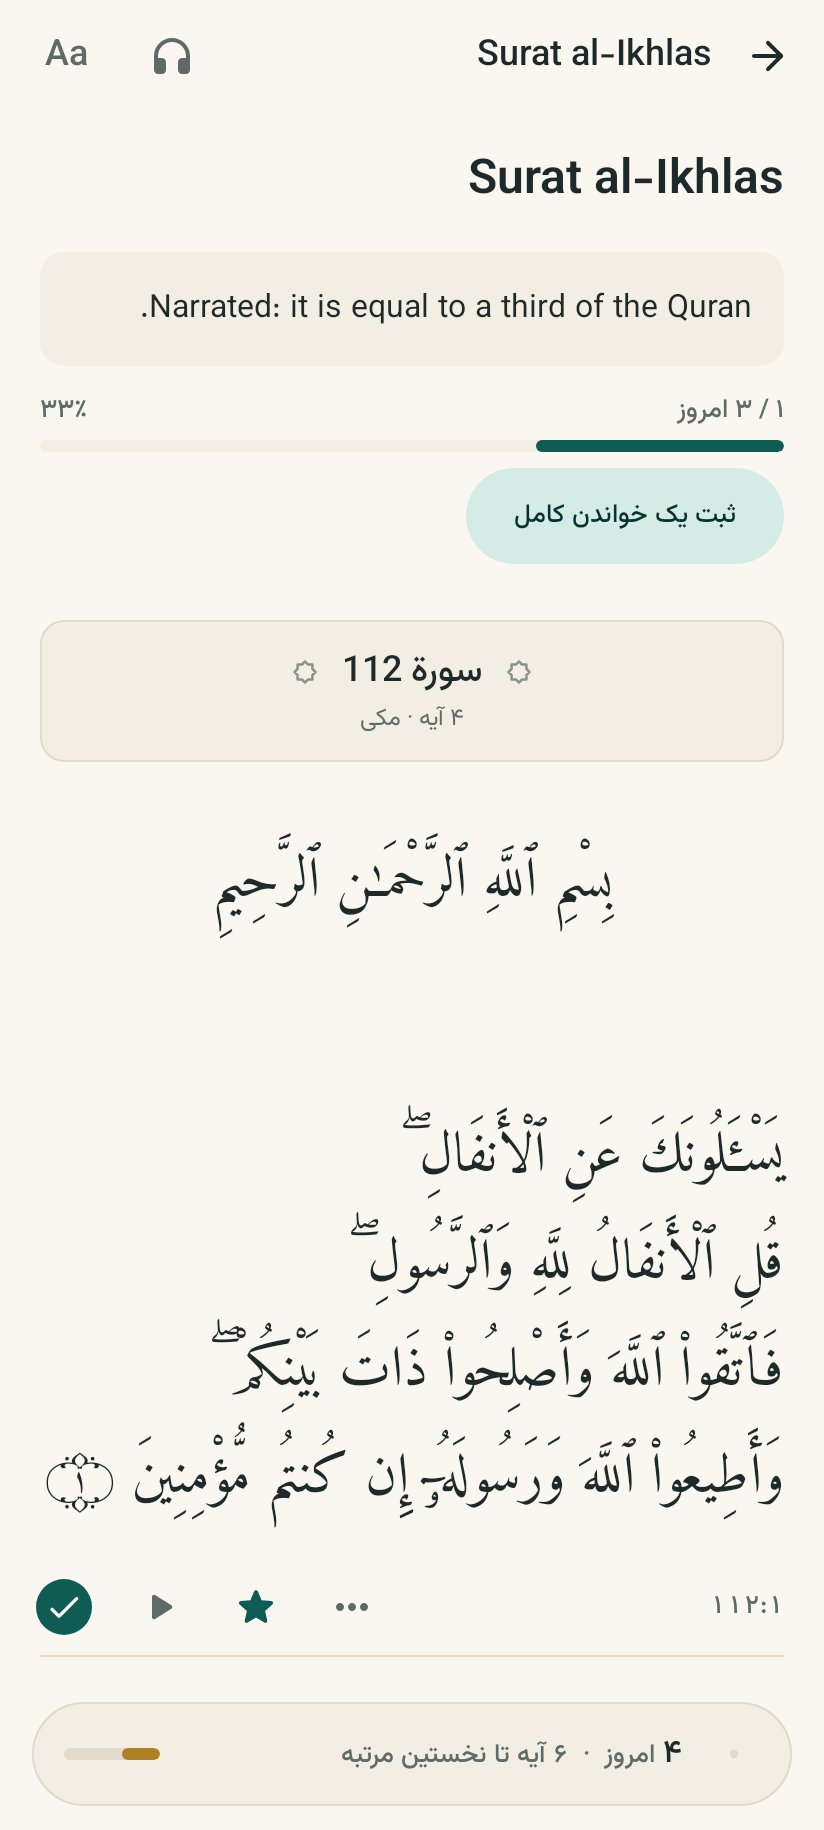 Surat al-Ikhlas
Aa
Surat al-Ikhlas
Narrated: it is equal to a third of the Quran.
۱ / ۳ امروز
۳۳٪
ثبت یک خواندن کامل
سورة 112
۴ آیه · مکی
بِسْمِ ٱللَّهِ ٱلرَّحْمَـٰنِ ٱلرَّحِيمِ
يَسْـَٔلُونَكَ عَنِ ٱلْأَنفَالِ ۖ
قُلِ ٱلْأَنفَالُ لِلَّهِ وَٱلرَّسُولِ ۖ
فَٱتَّقُوا۟ ٱللَّهَ وَأَصْلِحُوا۟ ذَاتَ بَيْنِكُمْ ۖ
وَأَطِيعُوا۟ ٱللَّهَ وَرَسُولَهُۥٓ إِن كُنتُم مُّؤْمِنِينَ ۝١
۱۱۲:۱
۴ امروز · ۶ آیه تا نخستین مرتبه